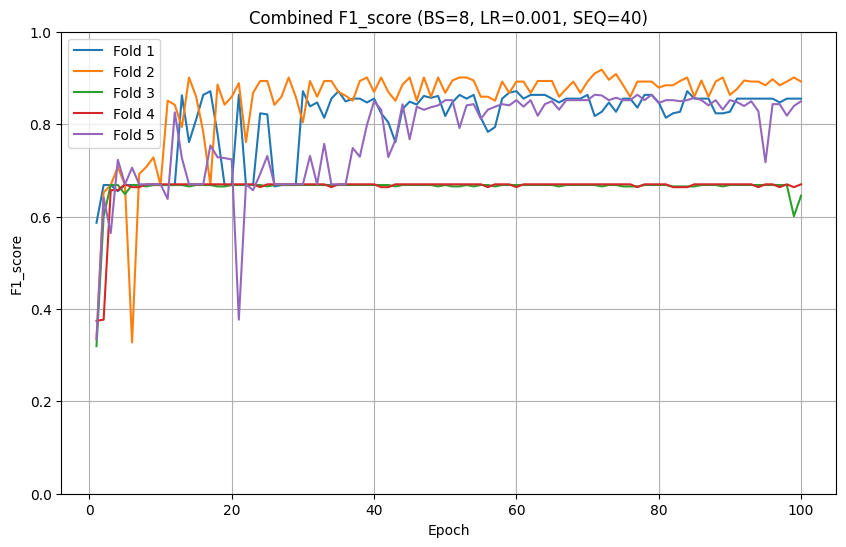 Combined F1_score (BS=8, LR=0.001, SEQ=40)
Fold 1
Fold 2
Fold 3
Fold 4
Fold 5
F1_score
1.0
0.8
0.6
0.4
0.2
0.0
0 20 40 60 80 100
Epoch